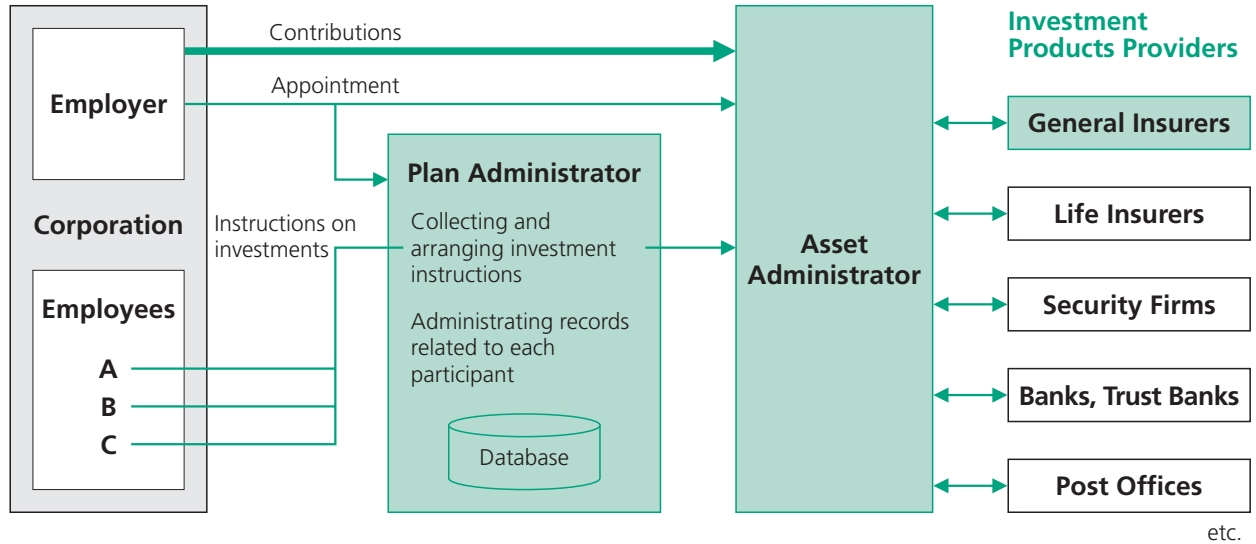 Contributions
Appointment
Employer
Corporation
Instructions on
investments
Employees
A
B
C
Plan Administrator
Collecting and
arranging investment
instructions
Administrating records
related to each
participant
Database
Asset
Administrator
Investment
Products Providers
General Insurers
Life Insurers
Security Firms
Banks, Trust Banks
Post Offices
etc.